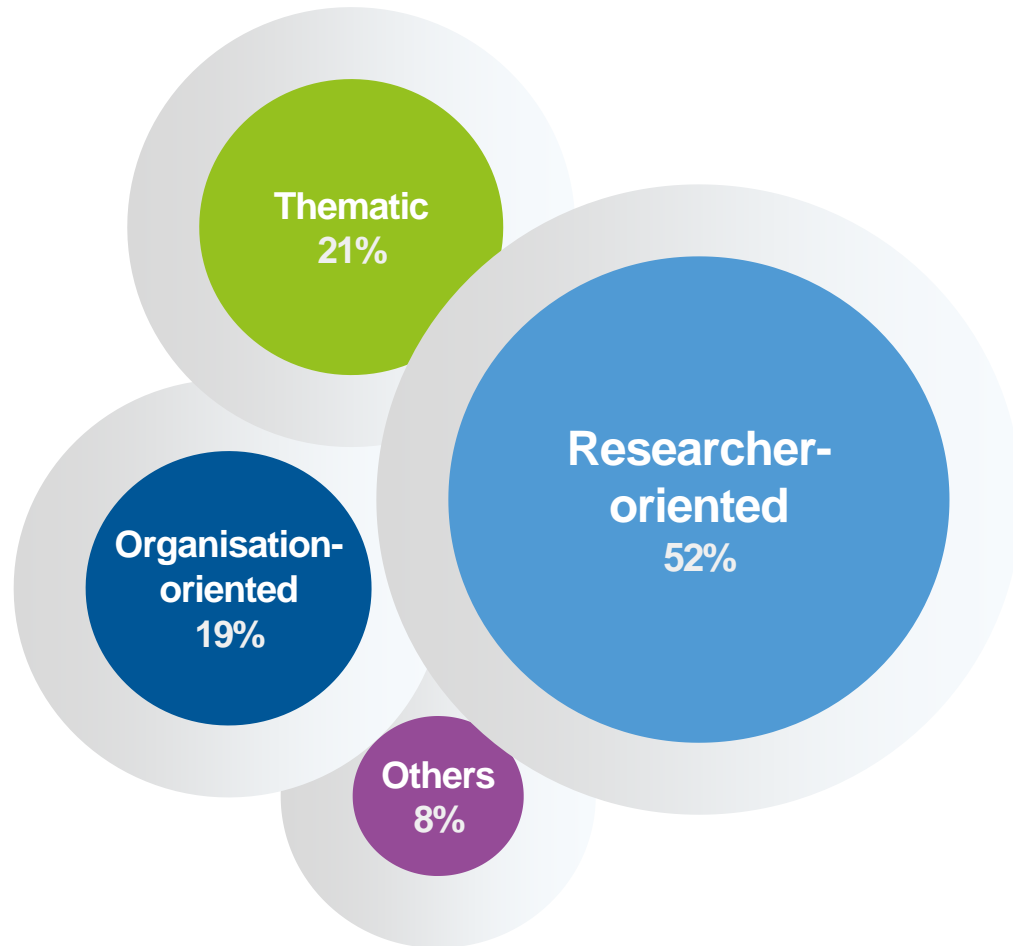 Thematic
21%
Researcher-
oriented
52%
Organisation-
oriented
19%
Others
8%